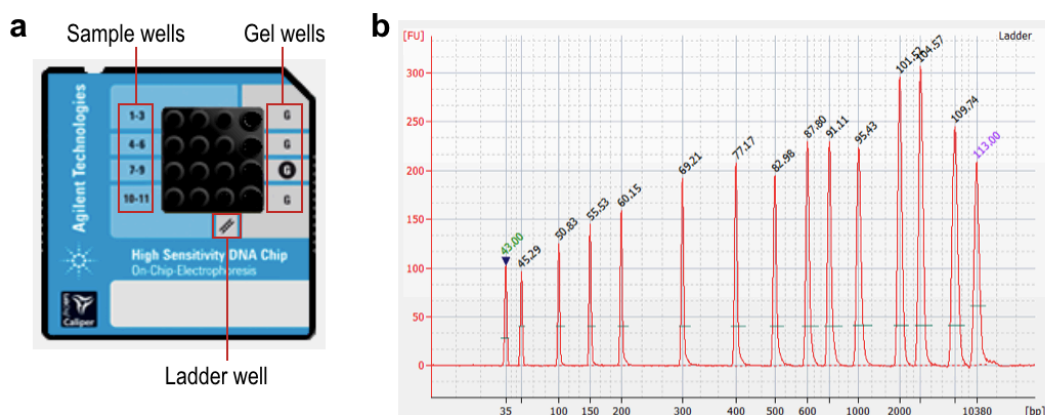 a
Sample wells
Gel wells
Agilent Technologies
1-3
G
4-6
G
7-9
G
10-11
G
High Sensitivity DNA Chip
On-Chip-Electrophoresis
Caliper
Ladder well
b
[FU]
Ladder
300
250
200
150
100
50
0
43.00
45.29
50.83
55.53
60.15
69.21
77.17
82.98
87.80
91.11
95.43
101.52
104.57
109.74
113.00
35 100 150 200 300 400 500 600 1000 2000 10380 [bp]